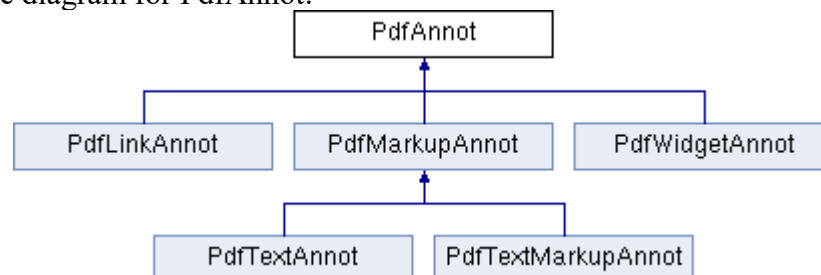 e diagram for PdfAnnot:
PdfAnnot
PdfLinkAnnot PdfMarkupAnnot PdfWidgetAnnot
PdfTextAnnot PdfTextMarkupAnnot